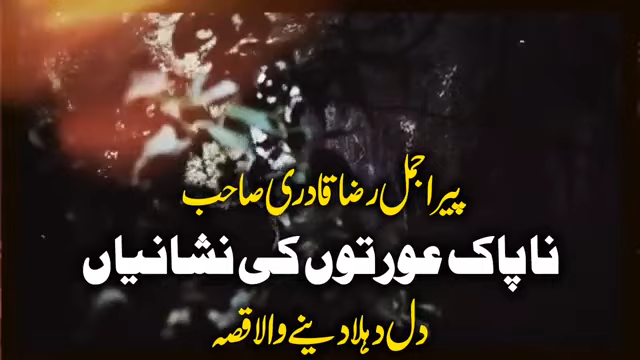 پیر اجمل رضا قادری صاحب
ناپاک عورتوں کی نشانیاں
دل دہلا دینے والا قصہ